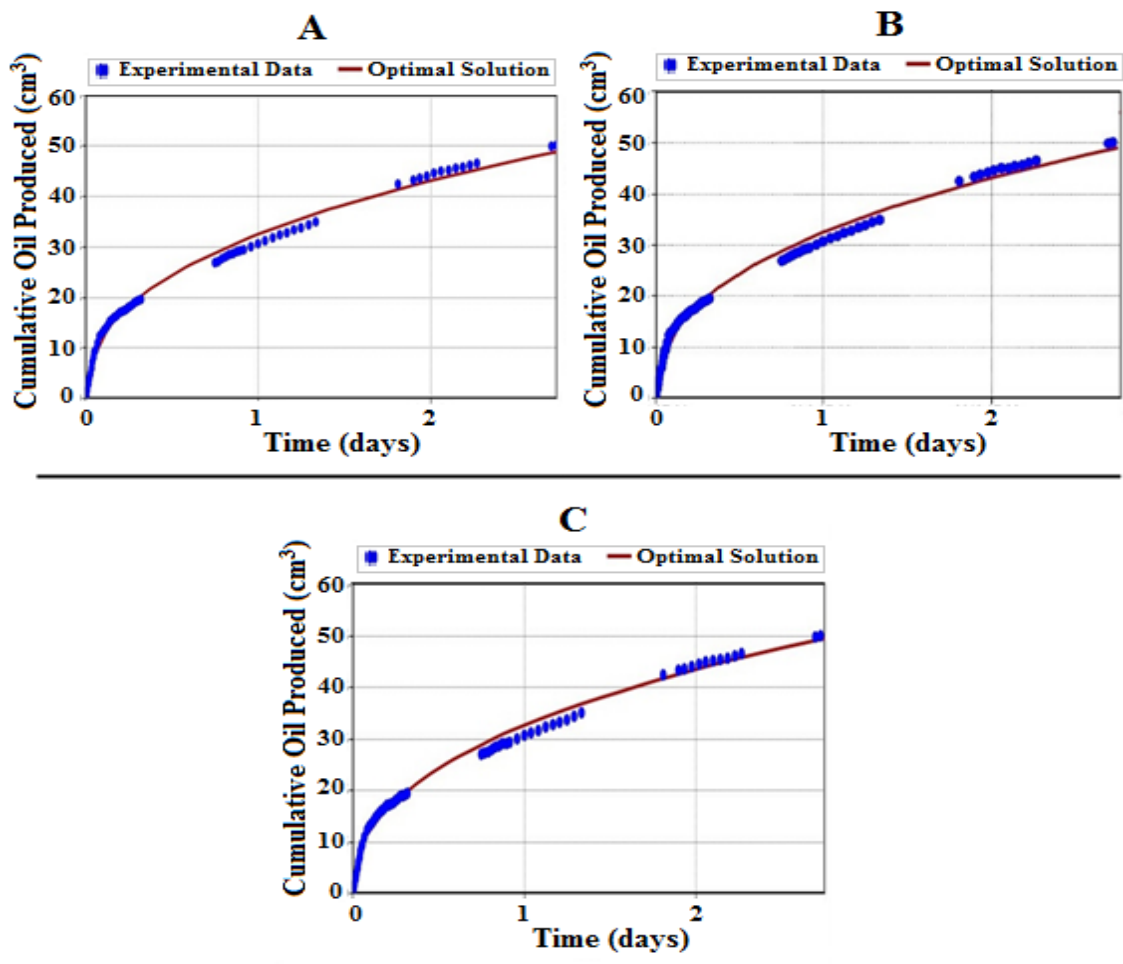 A
Experimental Data Optimal Solution
Cumulative Oil Produced (cm³)
60
50
40
30
20
10
0
0 1 2
Time (days)
B
Experimental Data Optimal Solution
Cumulative Oil Produced (cm³)
60
50
40
30
20
10
0
0 1 2
Time (days)
C
Experimental Data Optimal Solution
Cumulative Oil Produced (cm³)
60
50
40
30
20
10
0
0 1 2
Time (days)